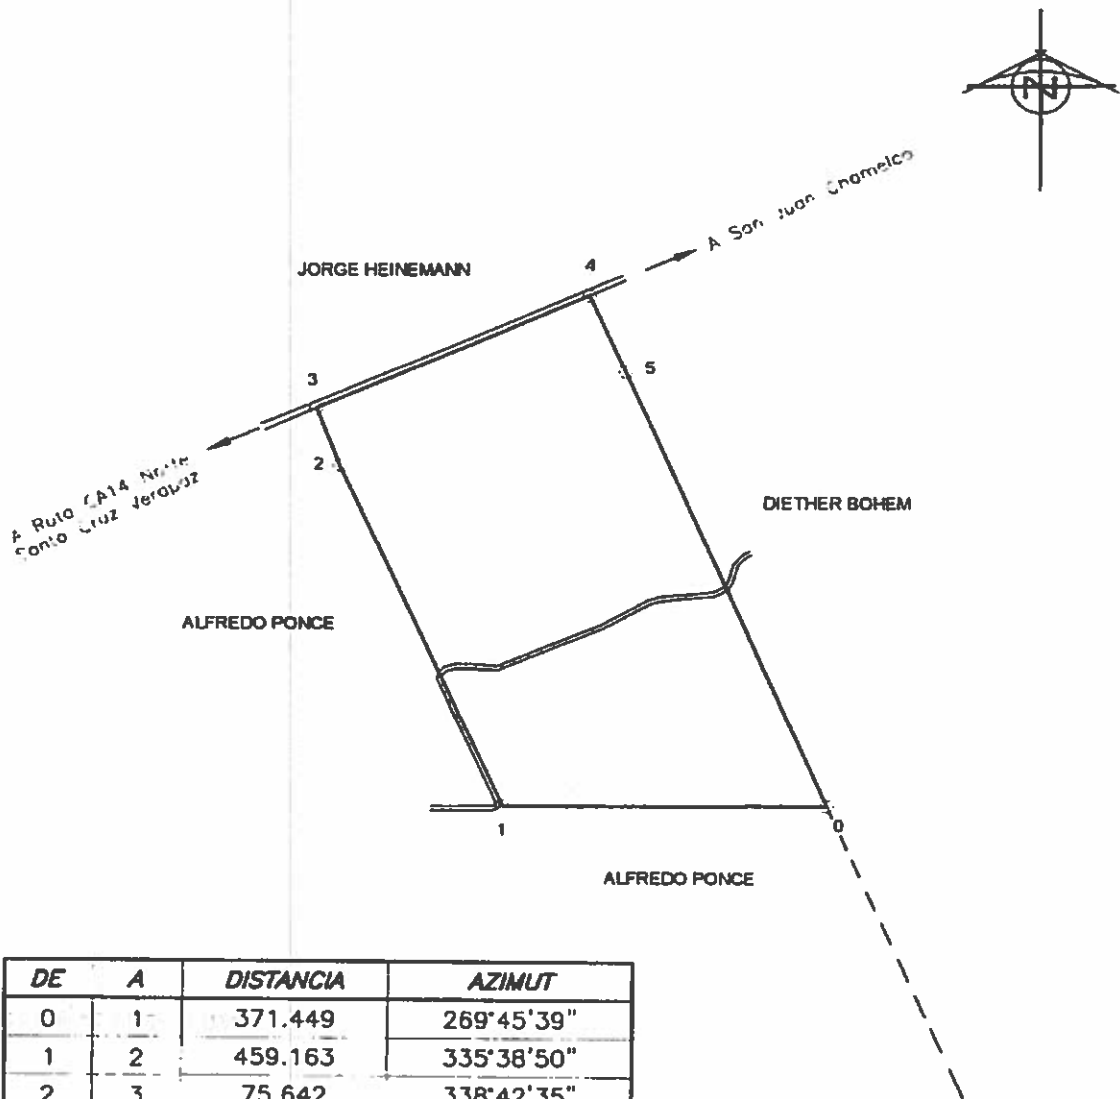 N
A San Juan Chamelco
JORGE HEINEMANN
4
5
3
2
A Ruta CA14 Norte
Santa Cruz Verapaz
DIETHER BOHEM
ALFREDO PONCE
1
0
ALFREDO PONCE
DE A DISTANCIA AZIMUT
0 1 371.449 269°45'39"
1 2 459.163 335°38'50"
2 3 75.642 338°42'35"